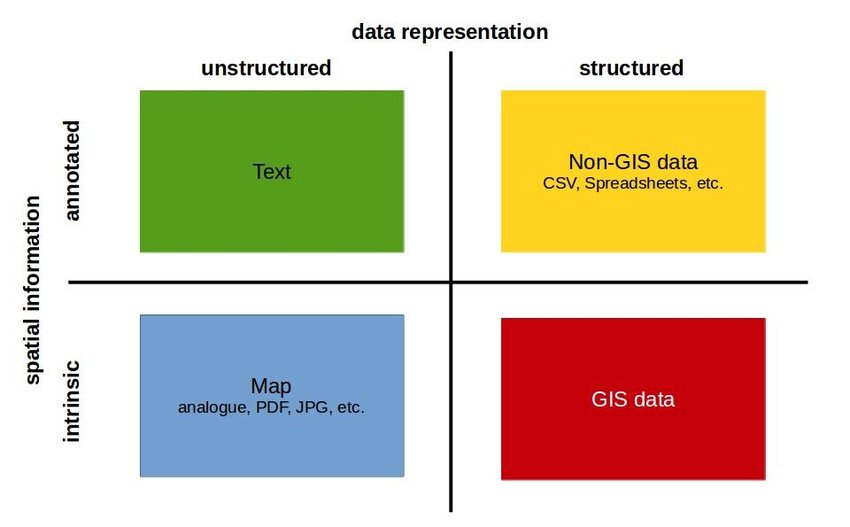 data representation
unstructured
structured
spatial information
annotated
Text
Non-GIS data
CSV, Spreadsheets, etc.
intrinsic
Map
analogue, PDF, JPG, etc.
GIS data